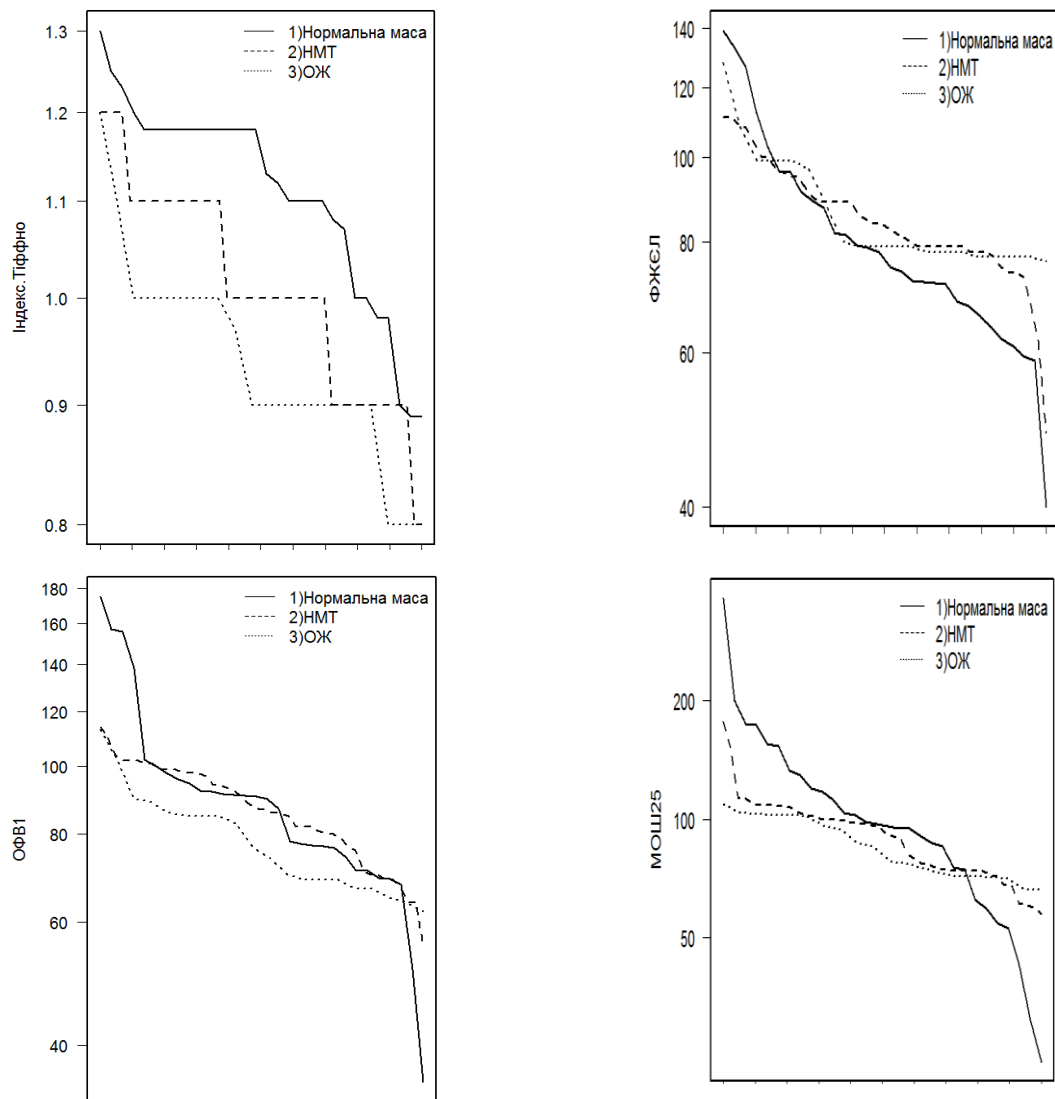 1.3
1.2
1.1
1.0
0.9
0.8
Індекс.Тіффно
1)Нормальна маса
2)НМТ
3)ОЖ
140
120
100
80
60
40
ФЖЄЛ
1)Нормальна маса
2)НМТ
3)ОЖ
180
160
140
120
100
80
60
40
ОФВ1
1)Нормальна маса
2)НМТ
3)ОЖ
200
100
50
МОШ25
1)Нормальна маса
2)НМТ
3)ОЖ